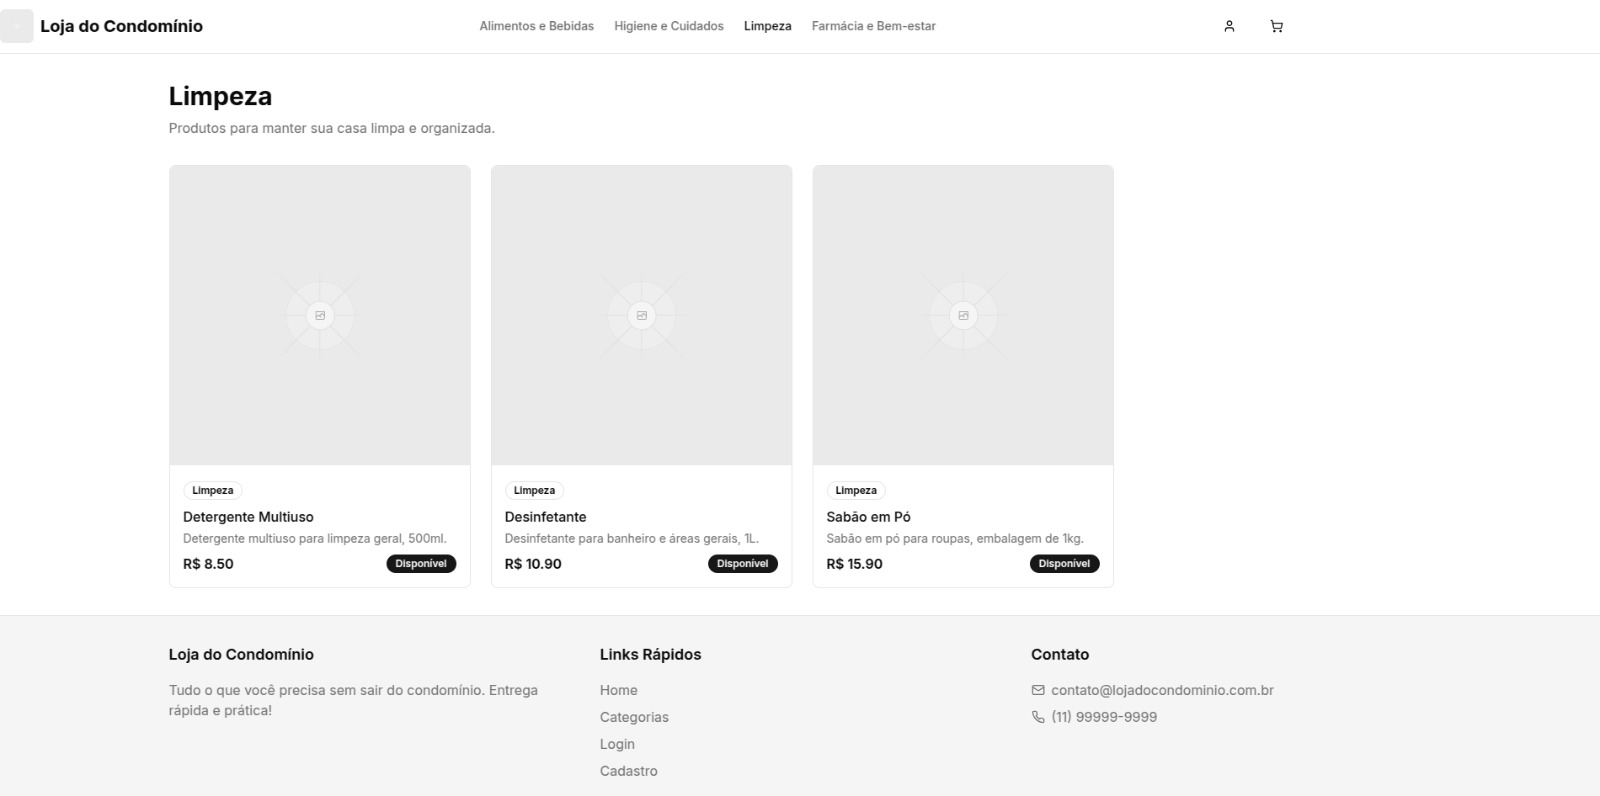 Loja do Condomínio
Alimentos e Bebidas
Higiene e Cuidados
Limpeza
Farmácia e Bem-estar
Limpeza
Produtos para manter sua casa limpa e organizada.
Limpeza
Detergente Multiuso
Detergente multiuso para limpeza geral, 500ml.
R$ 8.50
Disponível
Limpeza
Desinfetante
Desinfetante para banheiro e áreas gerais, 1L.
R$ 10.90
Disponível
Limpeza
Sabão em Pó
Sabão em pó para roupas, embalagem de 1kg.
R$ 15.90
Disponível
Loja do Condomínio
Tudo o que você precisa sem sair do condomínio. Entrega
rápida e prática!
Links Rápidos
Home
Categorias
Login
Cadastro
Contato
contato@lojadocondominio.com.br
(11) 99999-9999